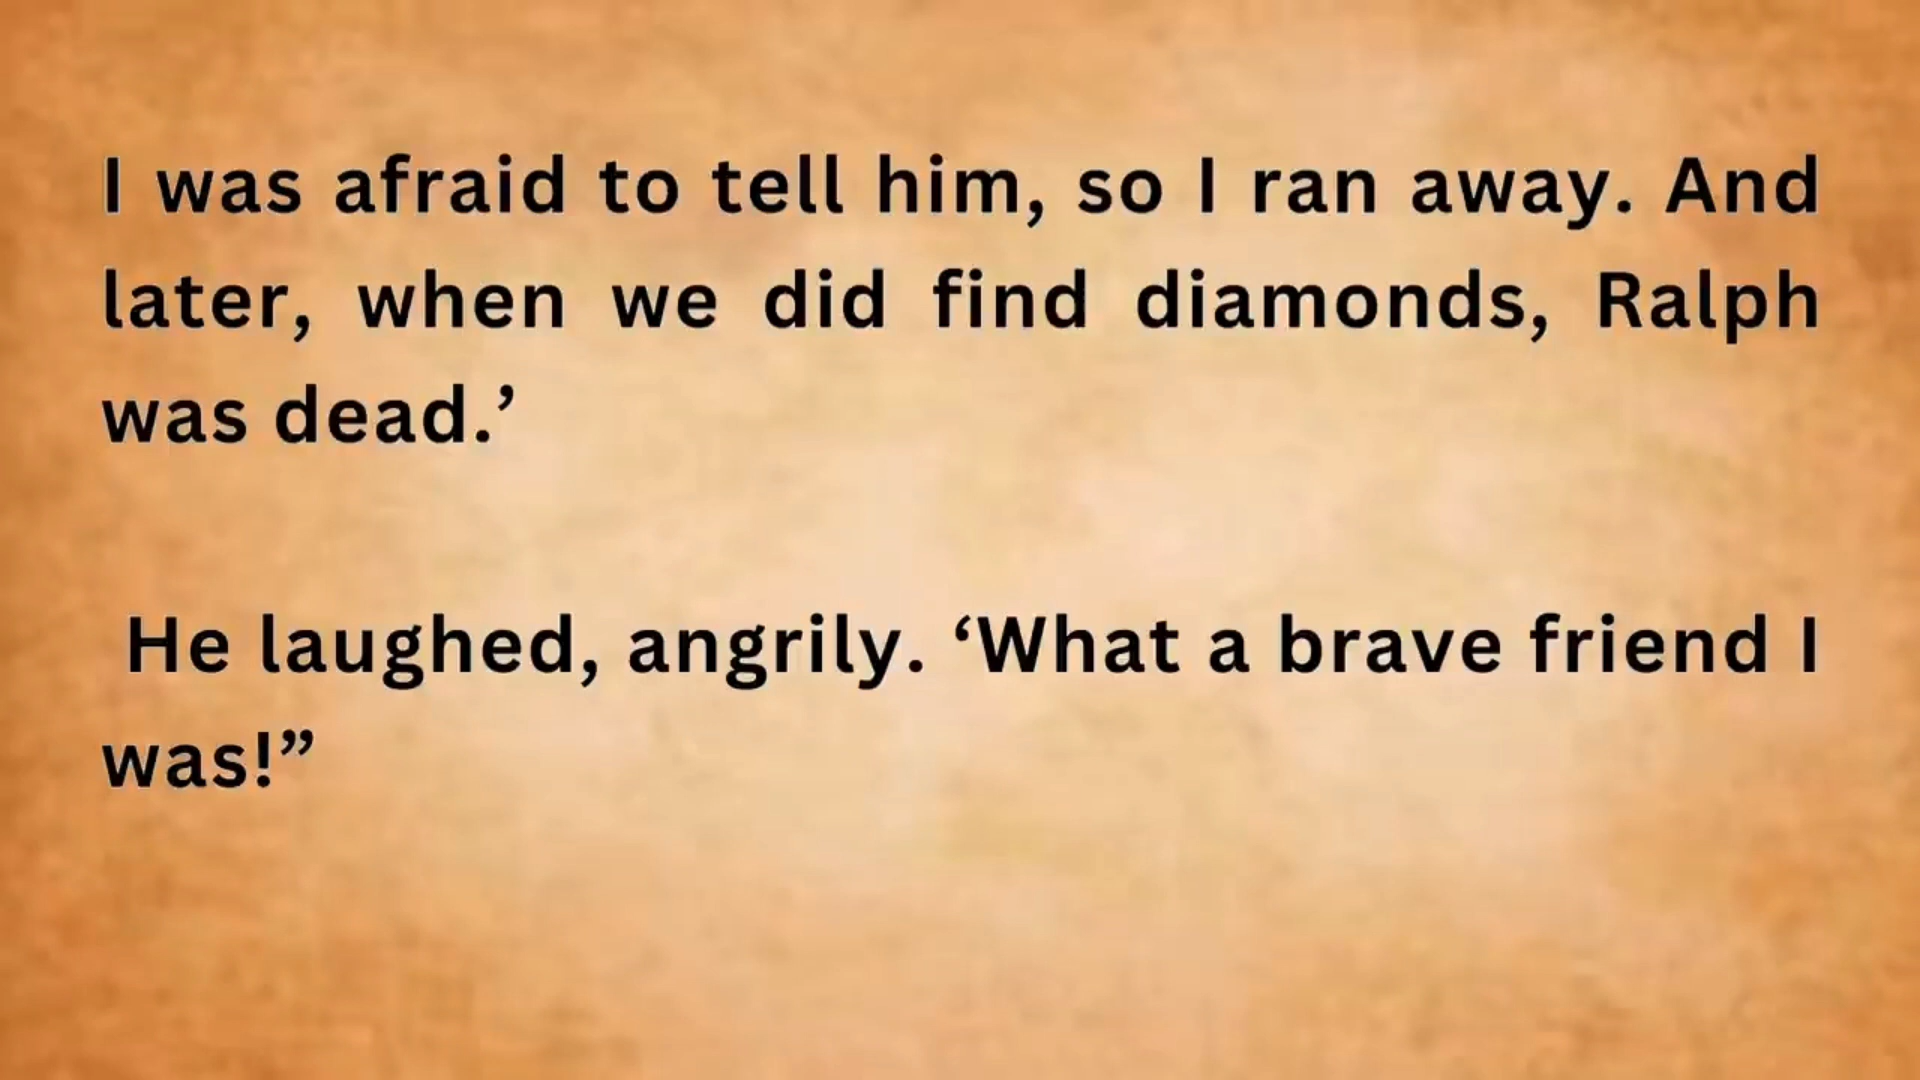 I was afraid to tell him, so I ran away. And
later, when we did find diamonds, Ralph
was dead.’
He laughed, angrily. ‘What a brave friend I
was!”